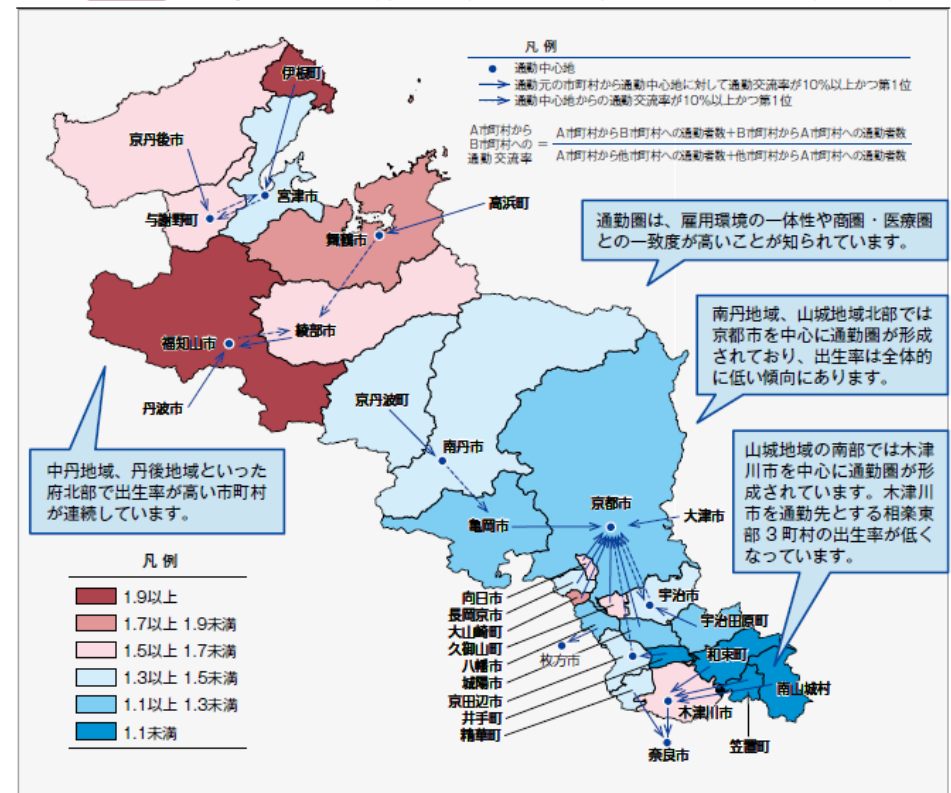 凡例
通勤中心地
通勤元の市町村から通勤中心地に対して通勤交流率が10%以上かつ第1位
通勤中心地からの通勤交流率が10%以上かつ第1位
A市町村から
B市町村への
通勤交流率
=
A市町村からB市町村への通勤者数+B市町村からA市町村への通勤者数
A市町村から他市町村への通勤者数+他市町村からA市町村への通勤者数
伊根町
京丹後市
宮津市
与謝野町
高浜町
舞鶴市
通勤圏は、雇用環境の一体性や商圏・医療圏
との一致度が高いことが知られています。
綾部市
福知山市
丹波市
南丹地域、山城地域北部では
京都市を中心に通勤圏が形成
されており、出生率は全体的
に低い傾向にあります。
京丹波町
南丹市
中丹地域、丹後地域といった
府北部で出生率が高い市町村
が連続しています。
山城地域の南部では木津
川市を中心に通勤圏が形
成されています。木津川
市を通勤先とする相楽東
部3町村の出生率が低く
なっています。
京都市
大津市
亀岡市
凡例
1.9以上
1.7以上 1.9未満
1.5以上 1.7未満
1.3以上 1.5未満
1.1以上 1.3未満
1.1未満
向日市
長岡京市
大山崎町
久御山町
八幡市
城陽市
京田辺市
井手町
精華町
枚方市
宇治市
宇治田原町
和束町
南山城村
木津川市
笠置町
奈良市